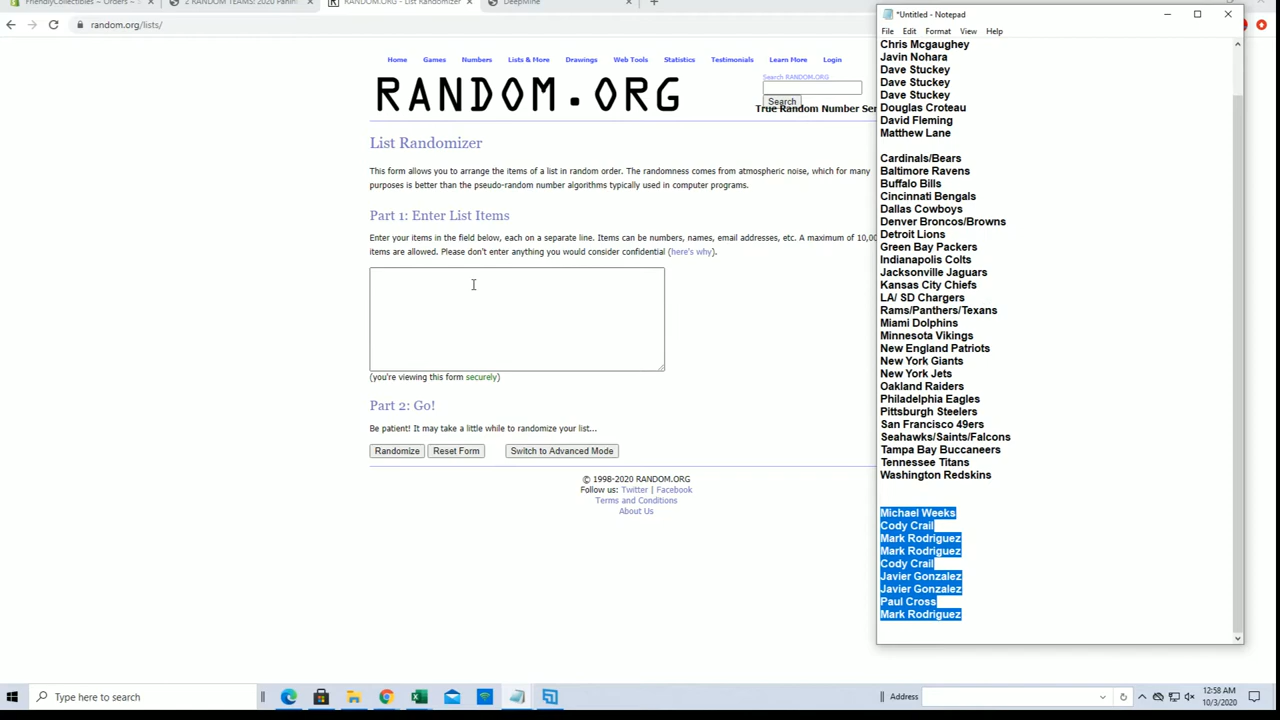 FriendlyCollectibles ~ Orders ~ S
2 RANDOM TEAMS: 2020 Panini
RANDOM.ORG - List Randomizer
DeepMine
random.org/lists/
Home Games Numbers Lists & More Drawings Web Tools Statistics Testimonials Learn More Login
Search RANDOM.ORG
RANDOM.ORG
Search
True Random Number Ser
List Randomizer
This form allows you to arrange the items of a list in random order. The randomness comes from atmospheric noise, which for many
purposes is better than the pseudo-random number algorithms typically used in computer programs.
Part 1: Enter List Items
Enter your items in the field below, each on a separate line. Items can be numbers, names, email addresses, etc. A maximum of 10,00
items are allowed. Please don't enter anything you would consider confidential (here's why).
(you're viewing this form securely)
Part 2: Go!
Be patient! It may take a little while to randomize your list...
Randomize Reset Form Switch to Advanced Mode
© 1998-2020 RANDOM.ORG
Follow us: Twitter | Facebook
Terms and Conditions
About Us
*Untitled - Notepad
File Edit Format View Help
Chris Mcgaughey
Javin Nohara
Dave Stuckey
Dave Stuckey
Dave Stuckey
Douglas Croteau
David Fleming
Matthew Lane
Cardinals/Bears
Baltimore Ravens
Buffalo Bills
Cincinnati Bengals
Dallas Cowboys
Denver Broncos/Browns
Detroit Lions
Green Bay Packers
Indianapolis Colts
Jacksonville Jaguars
Kansas City Chiefs
LA/ SD Chargers
Rams/Panthers/Texans
Miami Dolphins
Minnesota Vikings
New England Patriots
New York Giants
New York Jets
Oakland Raiders
Philadelphia Eagles
Pittsburgh Steelers
San Francisco 49ers
Seahawks/Saints/Falcons
Tampa Bay Buccaneers
Tennessee Titans
Washington Redskins
Michael Weeks
Cody Crail
Mark Rodriguez
Mark Rodriguez
Cody Crail
Javier Gonzalez
Javier Gonzalez
Paul Cross
Mark Rodriguez
Type here to search
Address
12:58 AM
10/3/2020